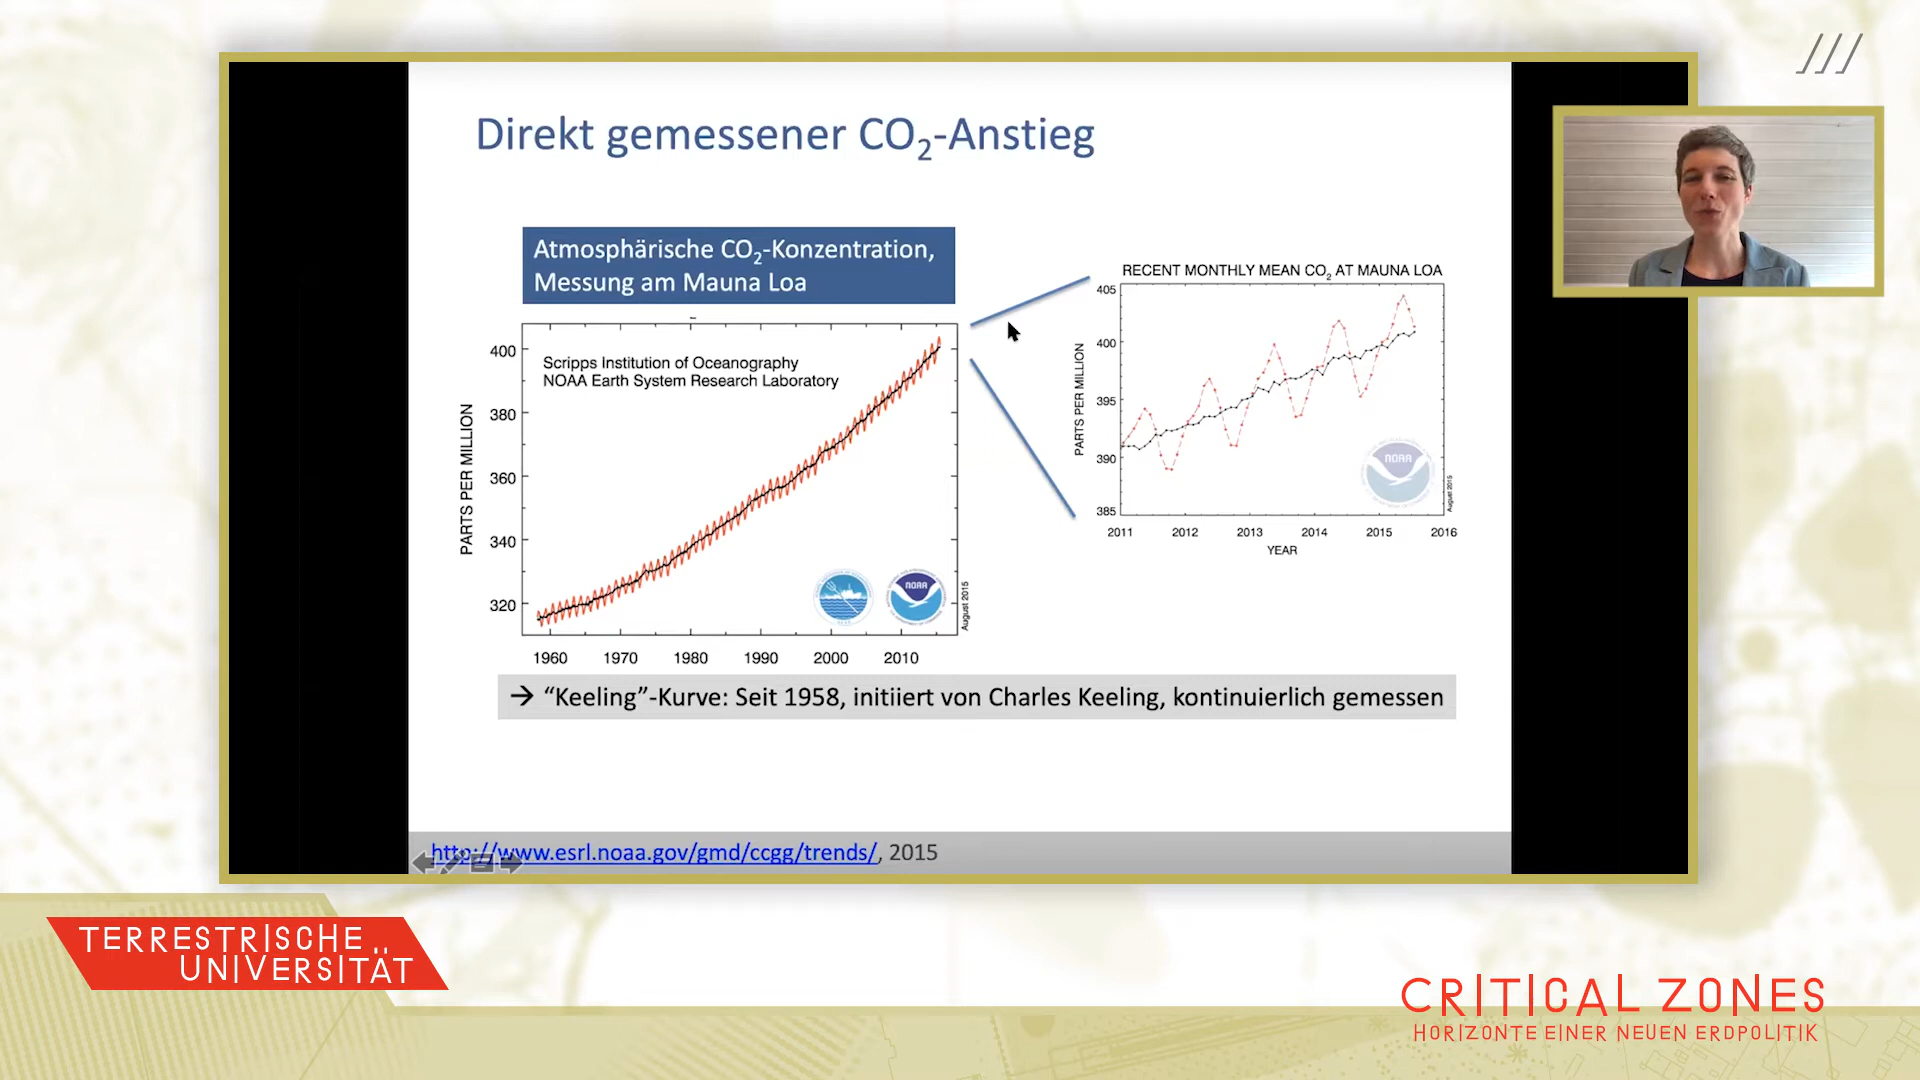 ///
Direkt gemessener CO₂-Anstieg
Atmosphärische CO₂-Konzentration,
Messung am Mauna Loa
Scripps Institution of Oceanography
NOAA Earth System Research Laboratory
PARTS PER MILLION
400
380
360
340
320
1960 1970 1980 1990 2000 2010
NOAA
August 2015
RECENT MONTHLY MEAN CO₂ AT MAUNA LOA
PARTS PER MILLION
405
400
395
390
385
2011 2012 2013 2014 2015 2016
YEAR
NOAA
August 2015
→ “Keeling”-Kurve: Seit 1958, initiiert von Charles Keeling, kontinuierlich gemessen
http://www.esrl.noaa.gov/gmd/ccgg/trends/, 2015
TERRESTRISCHE
UNIVERSITÄT
CRITICAL ZONES
HORIZONTE EINER NEUEN ERDPOLITIK